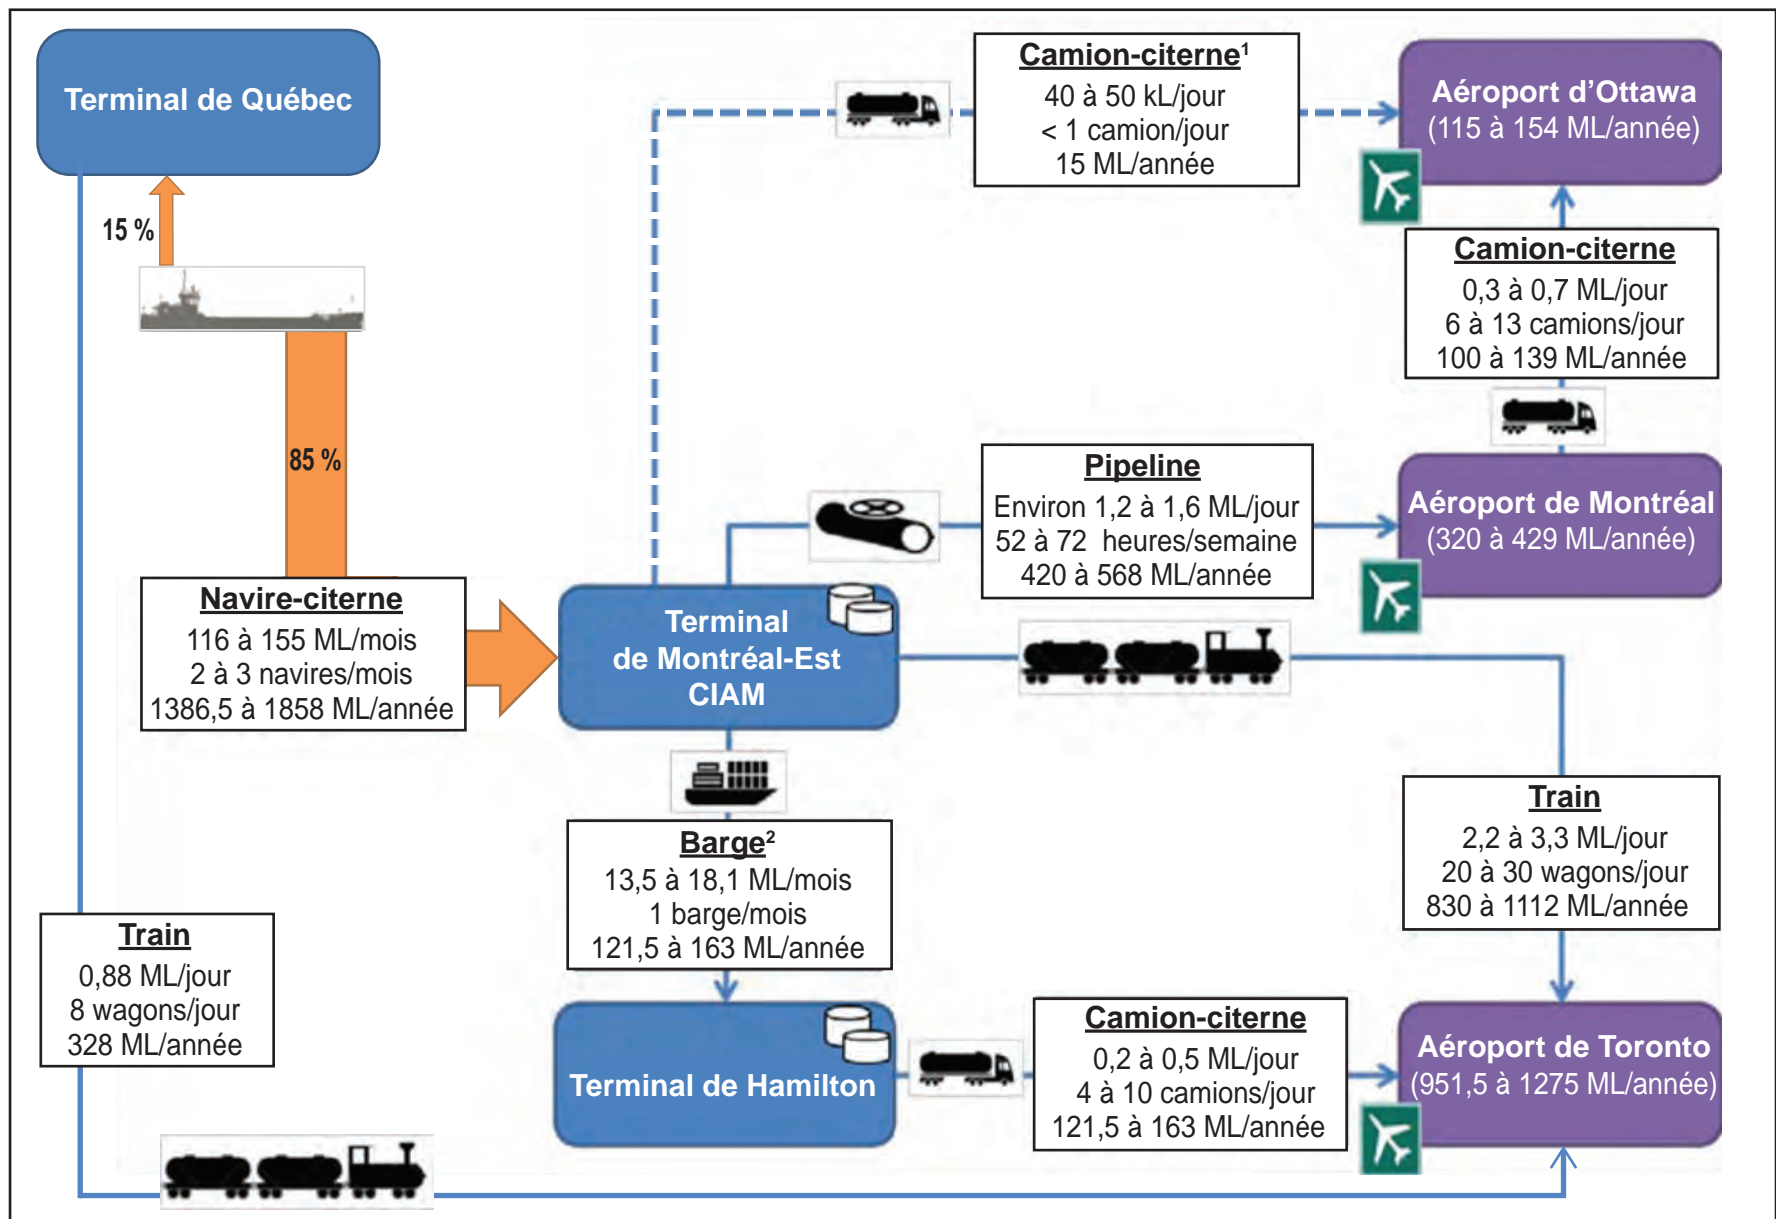 Terminal de Québec
15 %
85 %
Navire-citerne
116 à 155 ML/mois
2 à 3 navires/mois
1386,5 à 1858 ML/année
Camion-citerne¹
40 à 50 kL/jour
< 1 camion/jour
15 ML/année
Aéroport d'Ottawa
(115 à 154 ML/année)
Camion-citerne
0,3 à 0,7 ML/jour
6 à 13 camions/jour
100 à 139 ML/année
Pipeline
Environ 1,2 à 1,6 ML/jour
52 à 72 heures/semaine
420 à 568 ML/année
Aéroport de Montréal
(320 à 429 ML/année)
Terminal
de Montréal-Est
CIAM
Barge²
13,5 à 18,1 ML/mois
1 barge/mois
121,5 à 163 ML/année
Train
2,2 à 3,3 ML/jour
20 à 30 wagons/jour
830 à 1112 ML/année
Train
0,88 ML/jour
8 wagons/jour
328 ML/année
Terminal de Hamilton
Camion-citerne
0,2 à 0,5 ML/jour
4 à 10 camions/jour
121,5 à 163 ML/année
Aéroport de Toronto
(951,5 à 1275 ML/année)